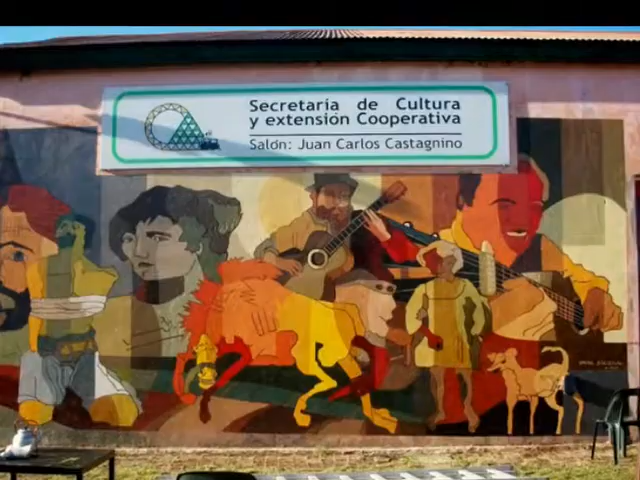 Secretaría de Cultura
y extensión Cooperativa
Salón: Juan Carlos Castagnino